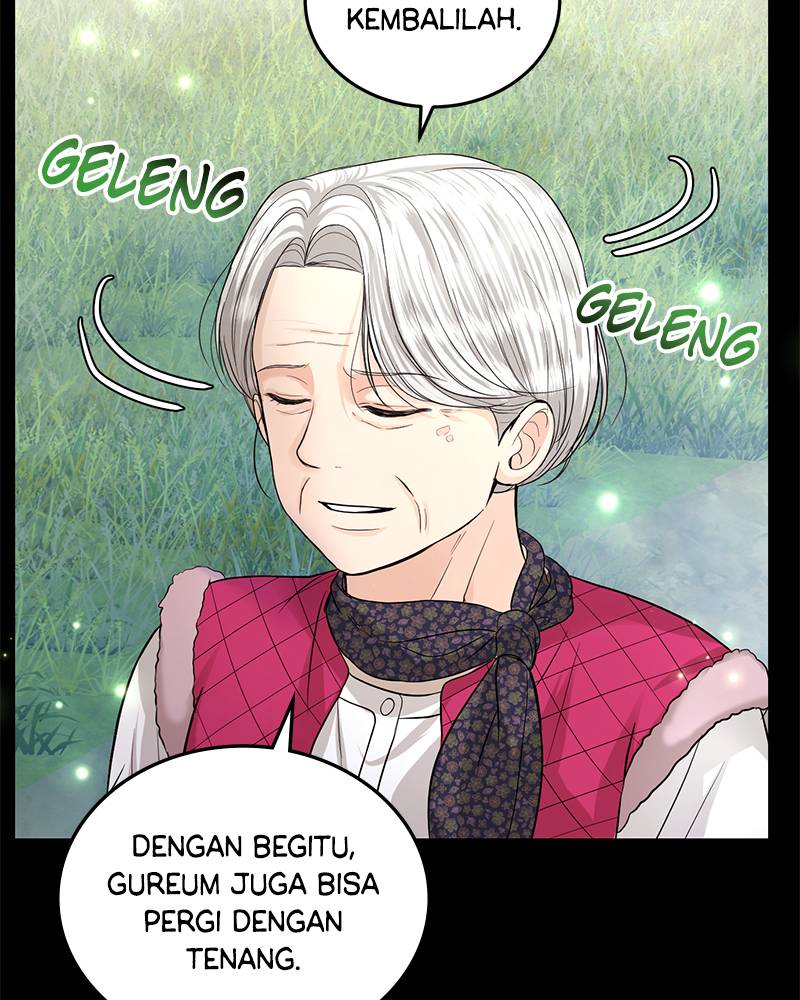 KEMBALILAH.
GELENG
GELENG
DENGAN BEGITU,
GUREUM JUGA BISA
PERGI DENGAN
TENANG.